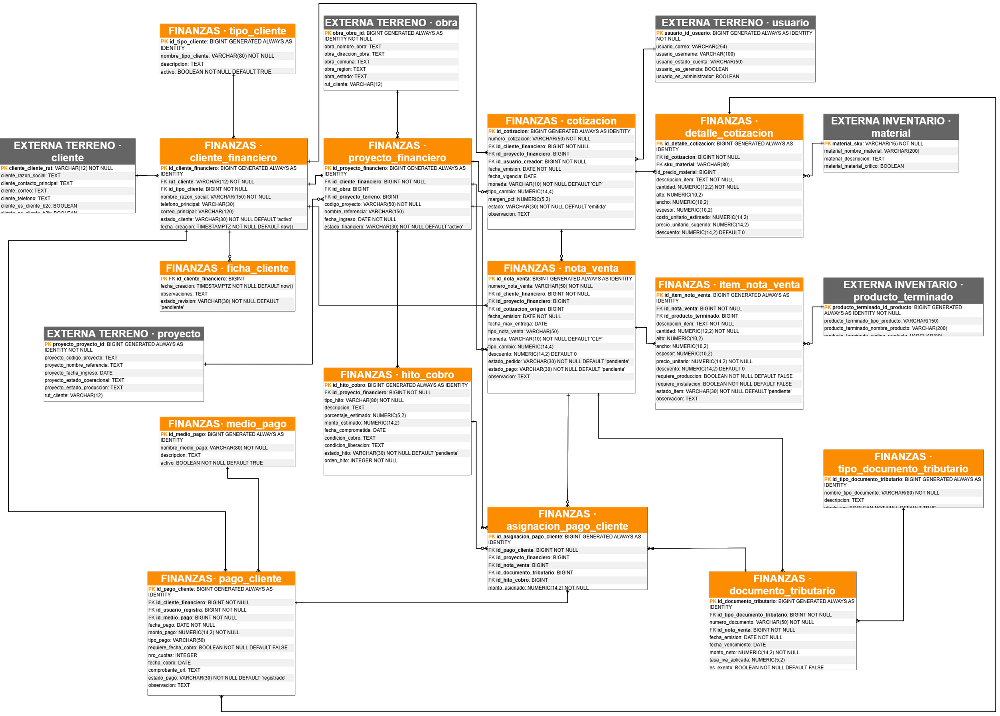 FINANZAS · tipo_cliente
PK id_tipo_cliente: BIGINT GENERATED ALWAYS AS
IDENTITY
nombre_tipo_cliente: VARCHAR(80) NOT NULL
descripcion: TEXT
activo: BOOLEAN NOT NULL DEFAULT TRUE
EXTERNA TERRENO · obra
PK obra_obra_id: BIGINT GENERATED ALWAYS AS
IDENTITY NOT NULL
obra_nombre_obra: TEXT
obra_direccion_obra: TEXT
obra_comuna: TEXT
obra_region: TEXT
obra_estado: TEXT
rut_cliente: VARCHAR(12)
EXTERNA TERRENO · usuario
PK usuario_id_usuario: BIGINT GENERATED ALWAYS AS IDENTITY
NOT NULL
usuario_correo: VARCHAR(254)
usuario_username: VARCHAR(100)
usuario_estado_cuenta: VARCHAR(50)
usuario_es_gerencia: BOOLEAN
usuario_es_administrador: BOOLEAN
EXTERNA TERRENO ·
cliente
PK cliente_cliente_rut: VARCHAR(12) NOT NULL
cliente_razon_social: TEXT
cliente_contacto_principal: TEXT
cliente_correo: TEXT
cliente_telefono: TEXT
cliente_es_cliente_b2c: BOOLEAN
cliente_es_cliente_b2b: BOOLEAN
FINANZAS ·
cliente_financiero
PK id_cliente_financiero: BIGINT GENERATED ALWAYS AS
IDENTITY
FK rut_cliente: VARCHAR(12) NOT NULL
FK id_tipo_cliente: BIGINT NOT NULL
nombre_razon_social: VARCHAR(150) NOT NULL
telefono_principal: VARCHAR(30)
correo_principal: VARCHAR(120)
estado_cliente: VARCHAR(30) NOT NULL DEFAULT 'activo'
fecha_creacion: TIMESTAMPTZ NOT NULL DEFAULT now()
FINANZAS ·
proyecto_financiero
PK id_proyecto_financiero: BIGINT GENERATED ALWAYS AS
IDENTITY
FK id_cliente_financiero: BIGINT NOT NULL
FK id_obra: BIGINT
FK id_proyecto_terreno: BIGINT
codigo_proyecto: VARCHAR(50) NOT NULL
nombre_referencia: VARCHAR(150)
fecha_ingreso: DATE NOT NULL
estado_financiero: VARCHAR(30) NOT NULL DEFAULT 'activo'
FINANZAS · cotizacion
PK id_cotizacion: BIGINT GENERATED ALWAYS AS IDENTITY
numero_cotizacion: VARCHAR(50) NOT NULL
FK id_cliente_financiero: BIGINT NOT NULL
FK id_proyecto_financiero: BIGINT
FK id_usuario_creador: BIGINT NOT NULL
fecha_emision: DATE NOT NULL
fecha_vigencia: DATE
moneda: VARCHAR(10) NOT NULL DEFAULT 'CLP'
tipo_cambio: NUMERIC(14,4)
margen_pct: NUMERIC(5,2)
estado: VARCHAR(30) NOT NULL DEFAULT 'emitida'
observacion: TEXT
FINANZAS ·
detalle_cotizacion
PK id_detalle_cotizacion: BIGINT GENERATED ALWAYS AS
IDENTITY
FK id_cotizacion: BIGINT NOT NULL
FK sku_material: VARCHAR(80)
id_precio_material: BIGINT
descripcion_item: TEXT NOT NULL
cantidad: NUMERIC(12,2) NOT NULL
alto: NUMERIC(10,2)
ancho: NUMERIC(10,2)
espesor: NUMERIC(10,2)
costo_unitario_estimado: NUMERIC(14,2)
precio_unitario_sugerido: NUMERIC(14,2)
descuento: NUMERIC(14,2) DEFAULT 0
EXTERNA INVENTARIO ·
material
PK material_sku: VARCHAR(16) NOT NULL
material_nombre_material: VARCHAR(200)
material_descripcion: TEXT
material_material_critico: BOOLEAN
FINANZAS · ficha_cliente
PK FK id_cliente_financiero: BIGINT
fecha_creacion: TIMESTAMPTZ NOT NULL DEFAULT now()
observaciones: TEXT
estado_revision: VARCHAR(30) NOT NULL DEFAULT
'pendiente'
FINANZAS · nota_venta
PK id_nota_venta: BIGINT GENERATED ALWAYS AS IDENTITY
numero_nota_venta: VARCHAR(50) NOT NULL
FK id_cliente_financiero: BIGINT NOT NULL
FK id_proyecto_financiero: BIGINT
FK id_cotizacion_origen: BIGINT
fecha_emision: DATE NOT NULL
fecha_max_entrega: DATE
tipo_nota_venta: VARCHAR(50)
moneda: VARCHAR(10) NOT NULL DEFAULT 'CLP'
tipo_cambio: NUMERIC(14,4)
descuento: NUMERIC(14,2) DEFAULT 0
estado_pedido: VARCHAR(30) NOT NULL DEFAULT 'pendiente'
estado_pago: VARCHAR(30) NOT NULL DEFAULT 'pendiente'
observacion: TEXT
FINANZAS · item_nota_venta
PK id_item_nota_venta: BIGINT GENERATED ALWAYS AS
IDENTITY
FK id_nota_venta: BIGINT NOT NULL
FK id_producto_terminado: BIGINT
descripcion_item: TEXT NOT NULL
cantidad: NUMERIC(12,2) NOT NULL
alto: NUMERIC(10,2)
ancho: NUMERIC(10,2)
espesor: NUMERIC(10,2)
precio_unitario: NUMERIC(14,2) NOT NULL
descuento: NUMERIC(14,2) DEFAULT 0
requiere_produccion: BOOLEAN NOT NULL DEFAULT FALSE
requiere_instalacion: BOOLEAN NOT NULL DEFAULT FALSE
estado_item: VARCHAR(30) NOT NULL DEFAULT 'pendiente'
observacion: TEXT
EXTERNA INVENTARIO ·
producto_terminado
PK producto_terminado_id_producto: BIGINT GENERATED
ALWAYS AS IDENTITY NOT NULL
producto_terminado_tipo_producto: VARCHAR(150)
producto_terminado_nombre_producto: VARCHAR(200)
producto_terminado_codigo_producto: VARCHAR(80)
EXTERNA TERRENO · proyecto
PK proyecto_proyecto_id: BIGINT GENERATED ALWAYS AS
IDENTITY NOT NULL
proyecto_codigo_proyecto: TEXT
proyecto_nombre_referencia: TEXT
proyecto_fecha_ingreso: DATE
proyecto_estado_operacional: TEXT
proyecto_estado_produccion: TEXT
rut_cliente: VARCHAR(12)
FINANZAS · hito_cobro
PK id_hito_cobro: BIGINT GENERATED ALWAYS AS IDENTITY
FK id_proyecto_financiero: BIGINT NOT NULL
tipo_hito: VARCHAR(80) NOT NULL
descripcion: TEXT
porcentaje_estimado: NUMERIC(5,2)
monto_estimado: NUMERIC(14,2)
fecha_comprometida: DATE
condicion_cobro: TEXT
condicion_liberacion: TEXT
estado_hito: VARCHAR(30) NOT NULL DEFAULT 'pendiente'
orden_hito: INTEGER NOT NULL
FINANZAS· medio_pago
PK id_medio_pago: BIGINT GENERATED ALWAYS AS
IDENTITY
nombre_medio_pago: VARCHAR(80) NOT NULL
descripcion: TEXT
activo: BOOLEAN NOT NULL DEFAULT TRUE
FINANZAS ·
tipo_documento_tributario
PK id_tipo_documento_tributario: BIGINT GENERATED ALWAYS AS
IDENTITY
nombre_tipo_documento: VARCHAR(80) NOT NULL
descripcion: TEXT
afecto_iva: BOOLEAN NOT NULL DEFAULT TRUE
FINANZAS ·
asignacion_pago_cliente
PK id_asignacion_pago_cliente: BIGINT GENERATED ALWAYS AS
IDENTITY
FK id_pago_cliente: BIGINT NOT NULL
FK id_proyecto_financiero: BIGINT
FK id_nota_venta: BIGINT
FK id_documento_tributario: BIGINT
FK id_hito_cobro: BIGINT
monto_asignado: NUMERIC(14,2) NOT NULL
FINANZAS· pago_cliente
PK id_pago_cliente: BIGINT GENERATED ALWAYS AS
IDENTITY
FK id_cliente_financiero: BIGINT NOT NULL
FK id_usuario_registra: BIGINT NOT NULL
FK id_medio_pago: BIGINT NOT NULL
fecha_pago: DATE NOT NULL
monto_pago: NUMERIC(14,2) NOT NULL
tipo_pago: VARCHAR(50)
requiere_fecha_cobro: BOOLEAN NOT NULL DEFAULT FALSE
nro_cuotas: INTEGER
fecha_cobro: DATE
comprobante_url: TEXT
estado_pago: VARCHAR(30) NOT NULL DEFAULT 'registrado'
observacion: TEXT
FINANZAS ·
documento_tributario
PK id_documento_tributario: BIGINT GENERATED ALWAYS AS
IDENTITY
FK id_tipo_documento_tributario: BIGINT NOT NULL
numero_documento: VARCHAR(50) NOT NULL
FK id_nota_venta: BIGINT NOT NULL
fecha_emision: DATE NOT NULL
fecha_vencimiento: DATE
monto_neto: NUMERIC(14,2) NOT NULL
tasa_iva_aplicada: NUMERIC(5,2)
es_exento: BOOLEAN NOT NULL DEFAULT FALSE